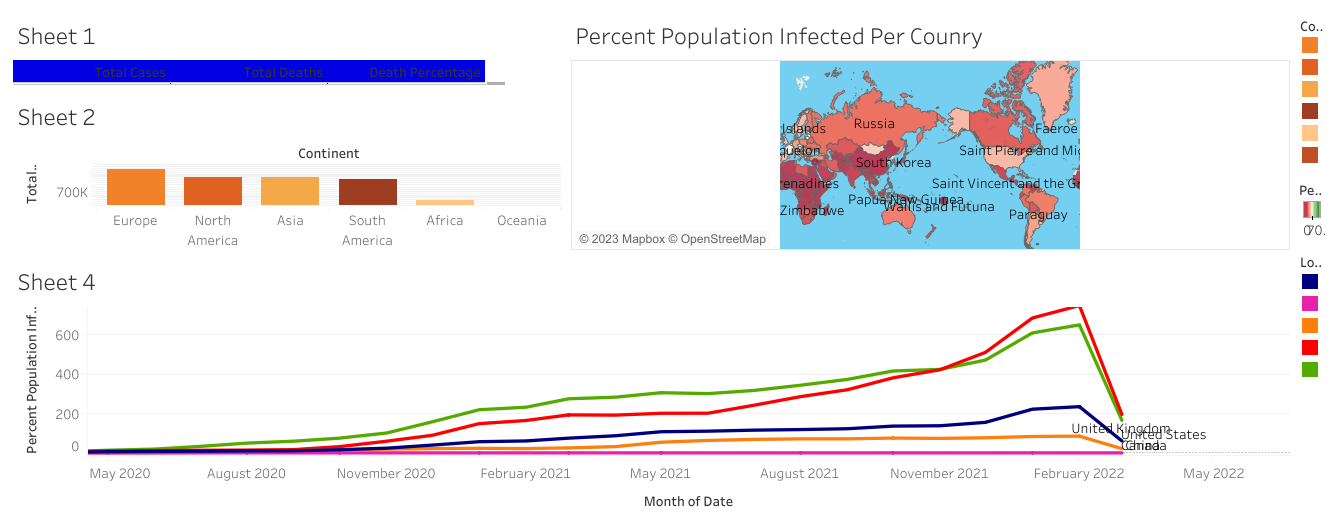 Sheet 1
Total Cases Total Deaths Death Percentage
Sheet 2
Continent
Total..
700K
Europe North America Asia South America Africa Oceania
Percent Population Infected Per Counry
Islands Russia Faeroe
quelon South Korea Saint Pierre and Mic
renadines Saint Vincent and the Gr
Papua New Guinea
Zimbabwe Wallis and Futuna Paraguay
© 2023 Mapbox © OpenStreetMap
Co..
Pe..
Lo..
Sheet 4
Percent Population Inf..
600
400
200
0
United Kingdom
United States
Canada
May 2020 August 2020 November 2020 February 2021 May 2021 August 2021 November 2021 February 2022 May 2022
Month of Date